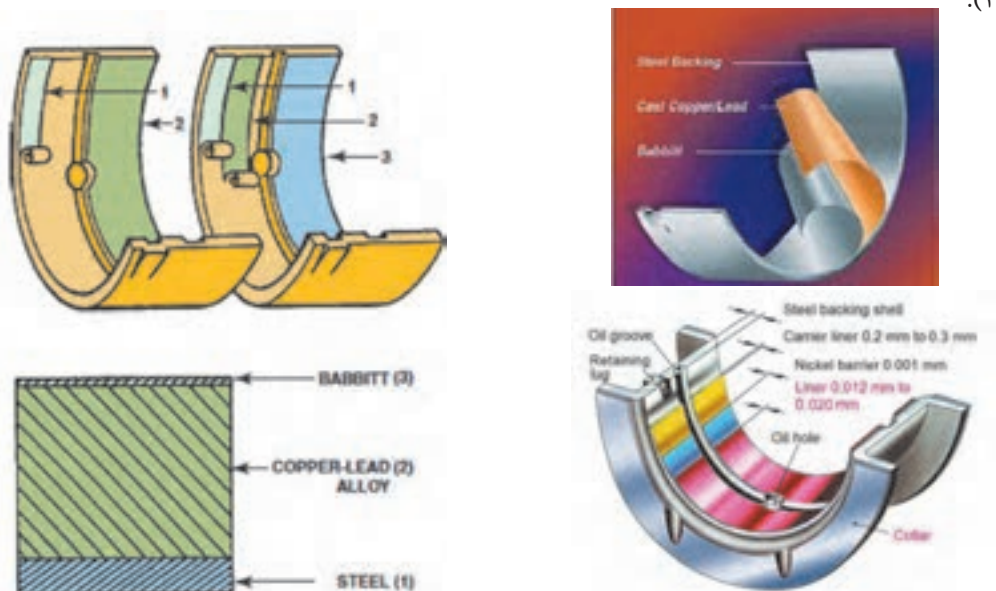 .(۱
1
2
1
2
3
Steel Backing
Cast Copper/Lead
Babbitt
BABBITT (3)
COPPER-LEAD (2)
ALLOY
STEEL (1)
Steel backing shell
Oil groove
Carrier liner 0.2 mm to 0.3 mm
Retaining
lug
Nickel barrier 0.001 mm
Liner 0.012 mm to
0.020 mm
Oil hole
Collar